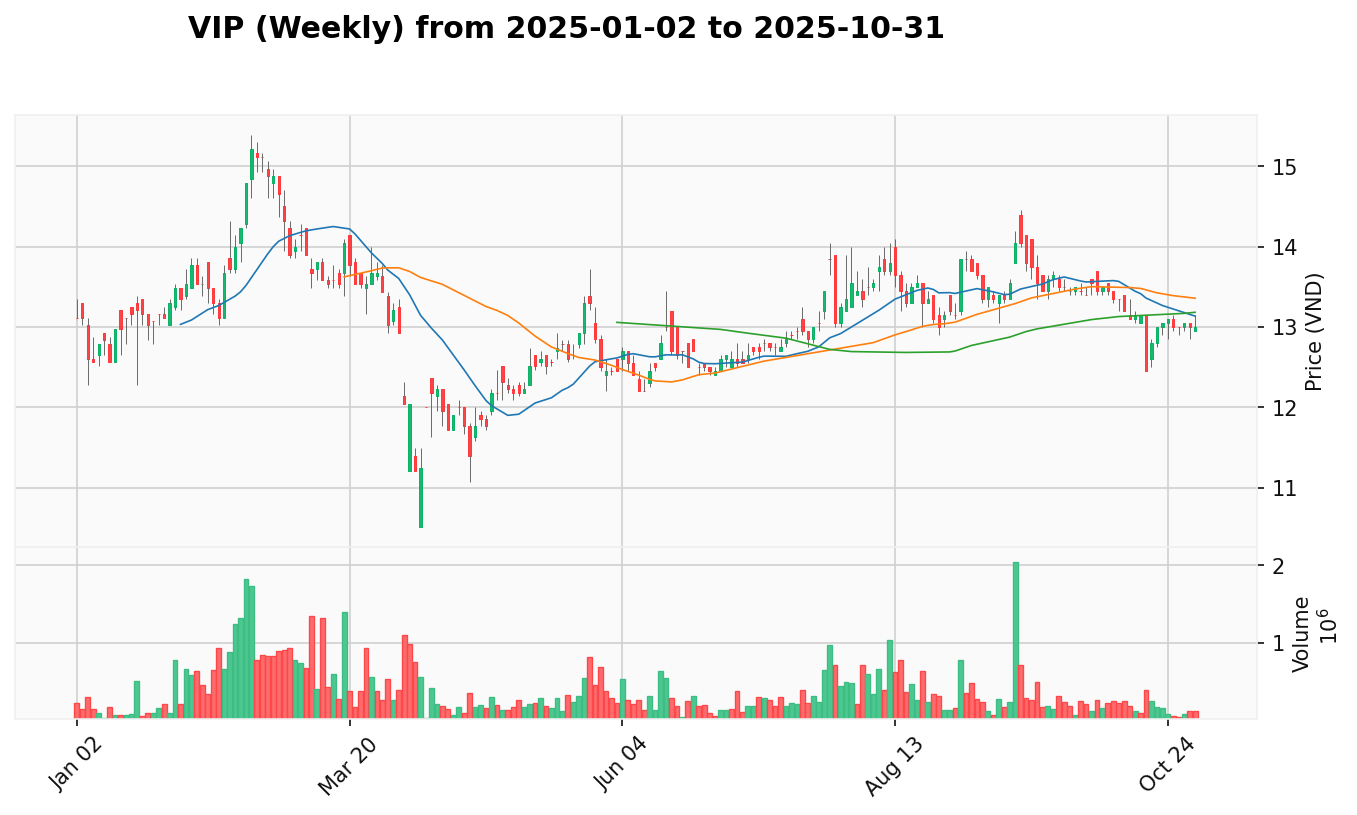 VIP (Weekly) from 2025-01-02 to 2025-10-31
15
14
13
12
11
Price (VND)
2
1
Volume
10⁶
Jan 02
Mar 20
Jun 04
Aug 13
Oct 24